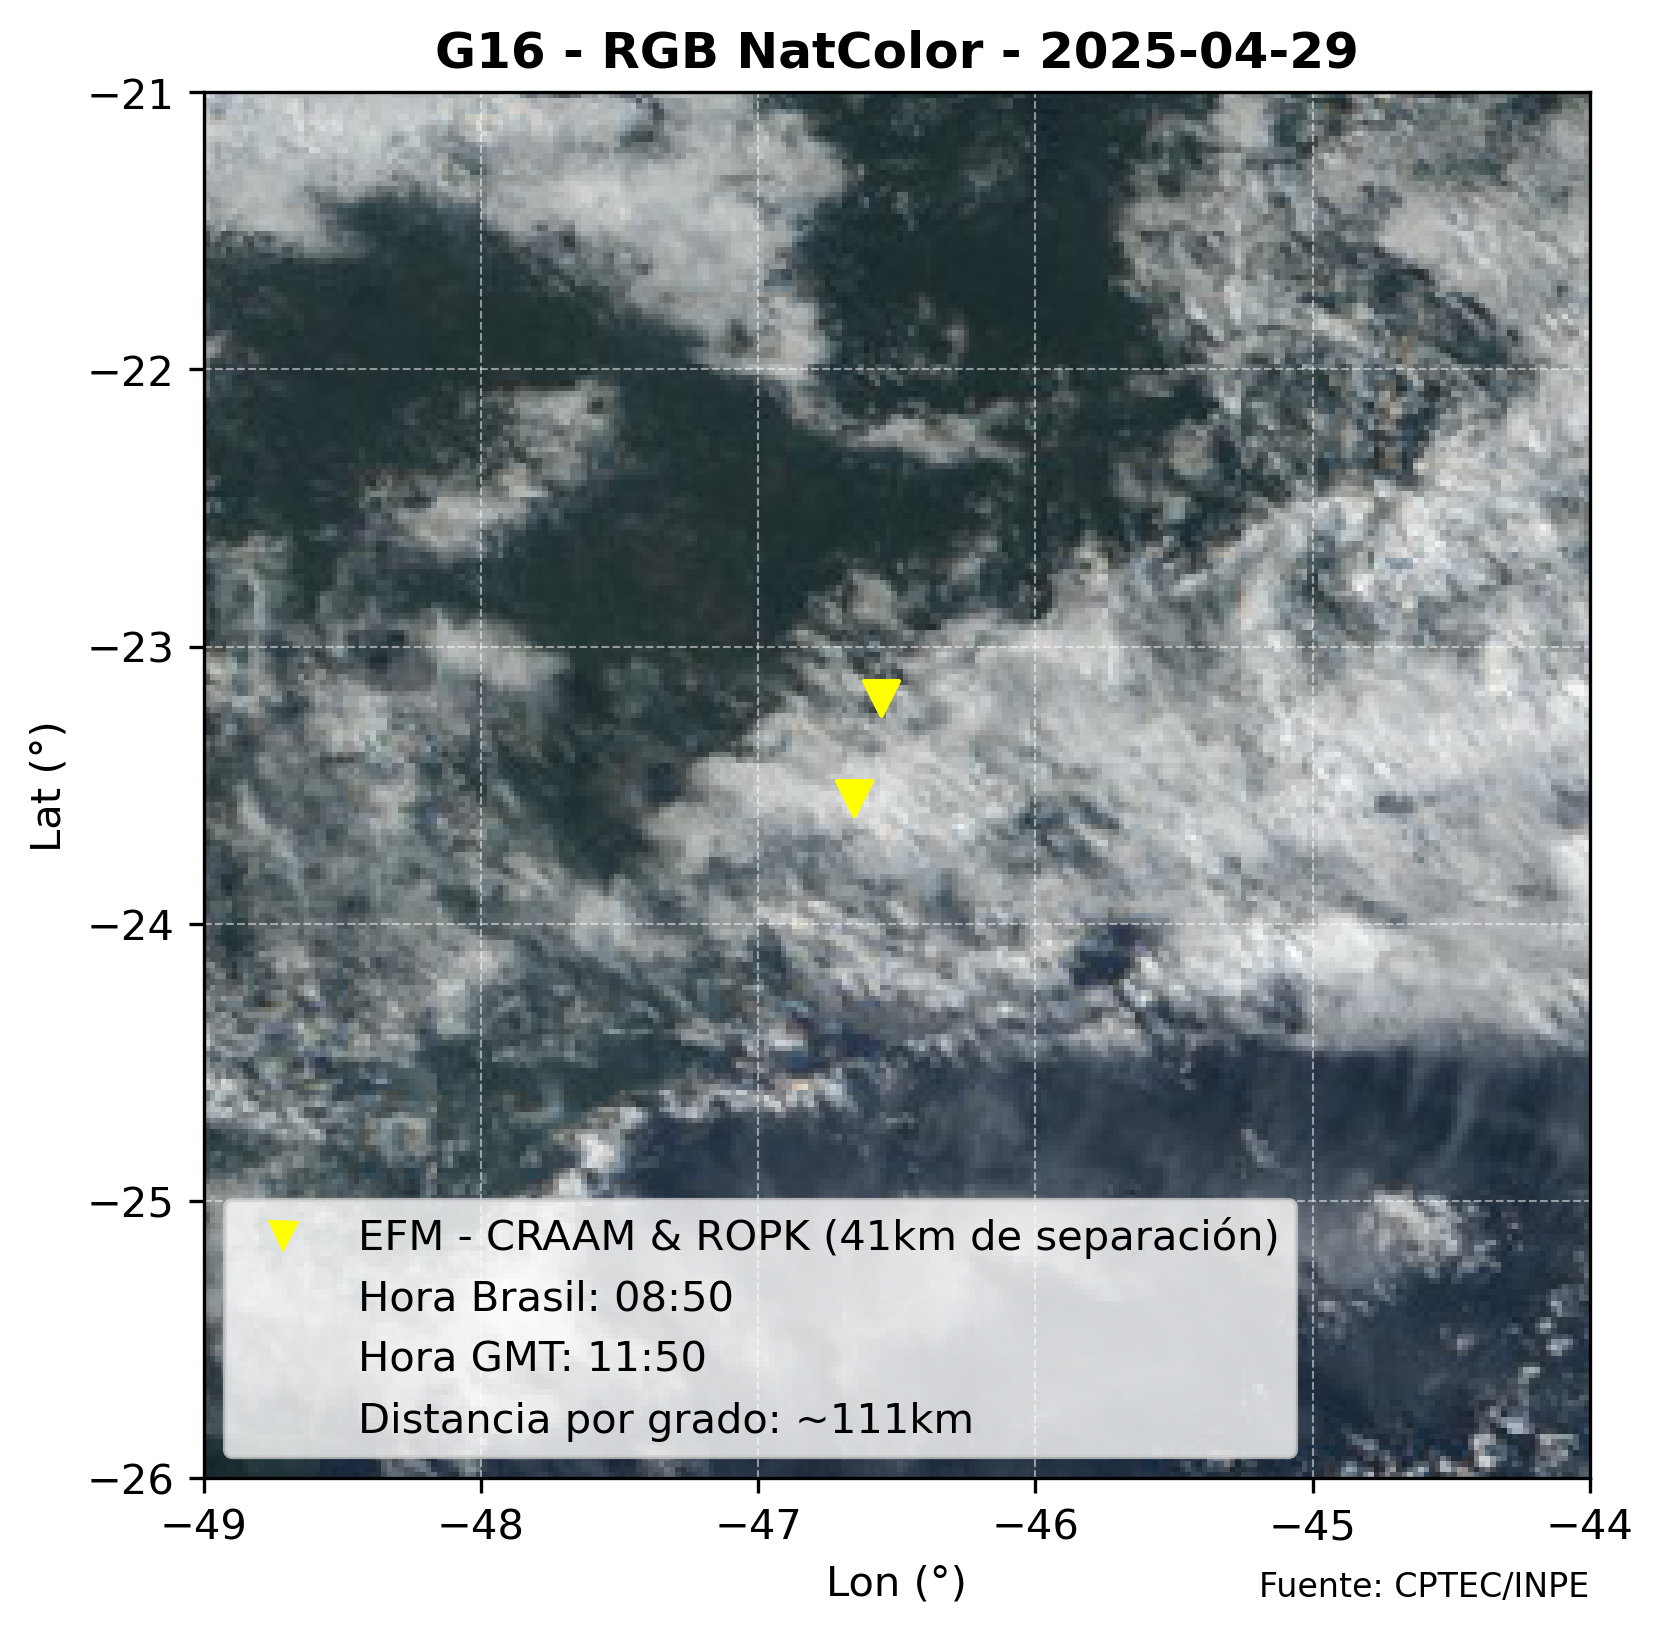 G16 - RGB NatColor - 2025-04-29
−21
−22
−23
−24
−25
−26
Lat (°)
EFM - CRAAM & ROPK (41km de separación)
Hora Brasil: 08:50
Hora GMT: 11:50
Distancia por grado: ~111km
−49 −48 −47 −46 −45 −44
Lon (°)
Fuente: CPTEC/INPE